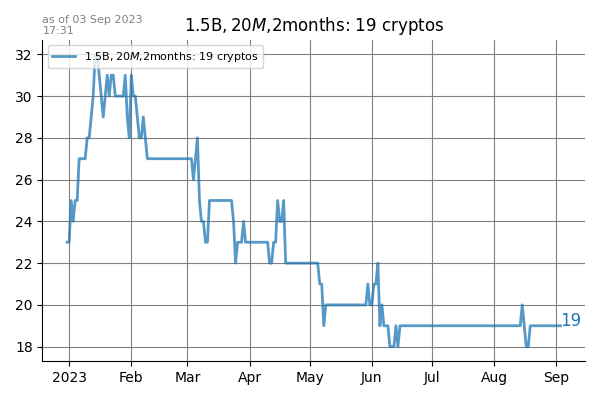 as of 03 Sep 2023
17:31
1.5B, 20M,2months: 19 cryptos
1.5B, 20M,2months: 19 cryptos
32
30
28
26
24
22
20
18
19
2023 Feb Mar Apr May Jun Jul Aug Sep